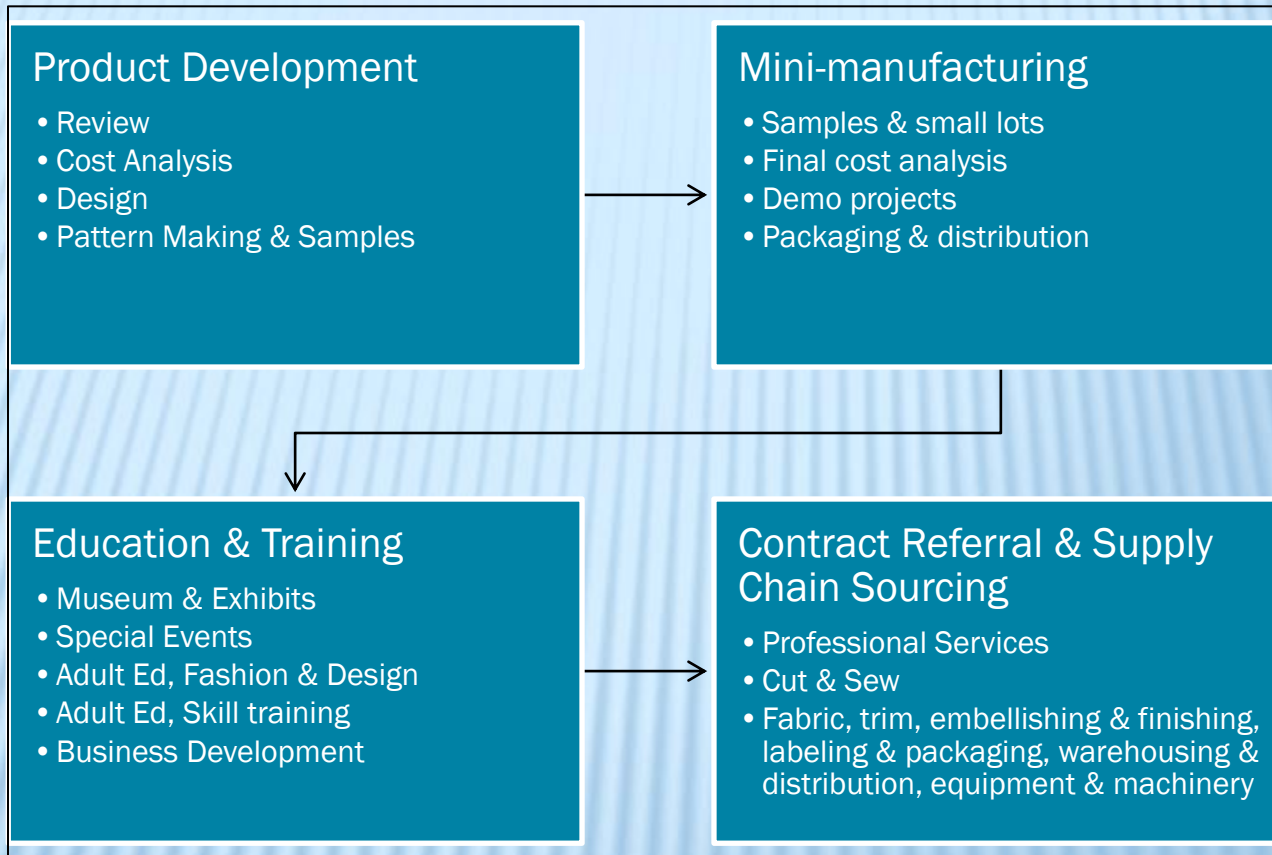 Product Development
• Review
• Cost Analysis
• Design
• Pattern Making & Samples
Mini-manufacturing
• Samples & small lots
• Final cost analysis
• Demo projects
• Packaging & distribution
Education & Training
• Museum & Exhibits
• Special Events
• Adult Ed, Fashion & Design
• Adult Ed, Skill training
• Business Development
Contract Referral & Supply
Chain Sourcing
• Professional Services
• Cut & Sew
• Fabric, trim, embellishing & finishing,
labeling & packaging, warehousing &
distribution, equipment & machinery